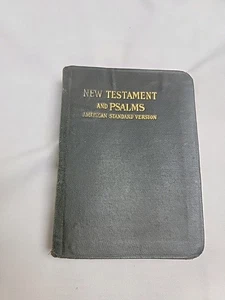 NEW TESTAMENT
AND PSALMS
AMERICAN STANDARD VERSION